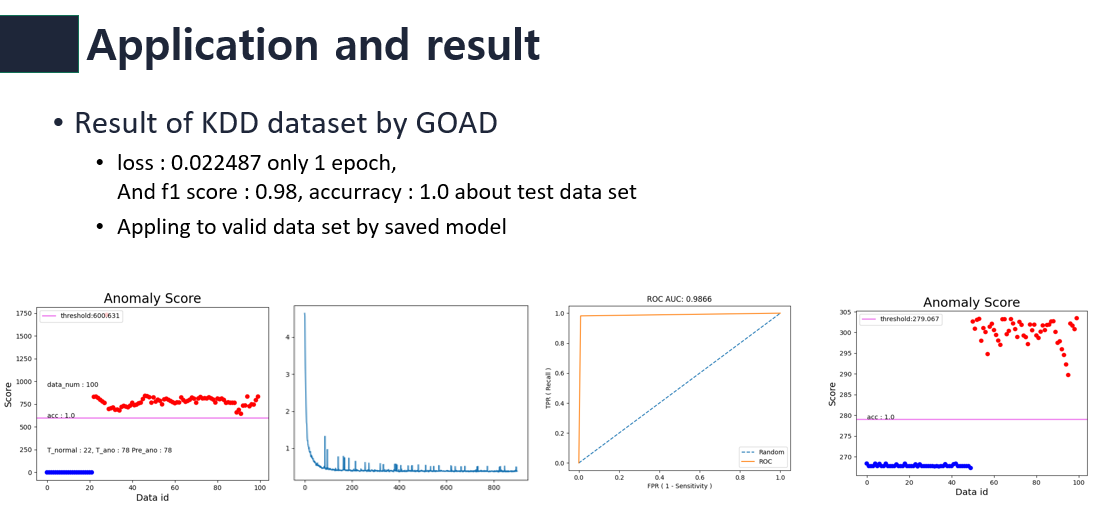 Application and result
• Result of KDD dataset by GOAD
• loss : 0.022487 only 1 epoch,
And f1 score : 0.98, accurracy : 1.0 about test data set
• Appling to valid data set by saved model
Anomaly Score
threshold:600.631
1750
1500
1250
1000
750
500
250
0
Score
data_num : 100
acc : 1.0
T_normal : 22, T_ano : 78 Pre_ano : 78
0 20 40 60 80 100
Data id
4
3
2
1
0 200 400 600 800
ROC AUC: 0.9866
1.0
0.8
0.6
0.4
0.2
0.0
TPR ( Recall )
Random
ROC
0.0 0.2 0.4 0.6 0.8 1.0
FPR ( 1 - Sensitivity )
Anomaly Score
305
threshold:279.067
300
295
290
285
280
275
270
Score
acc : 1.0
0 20 40 60 80 100
Data id